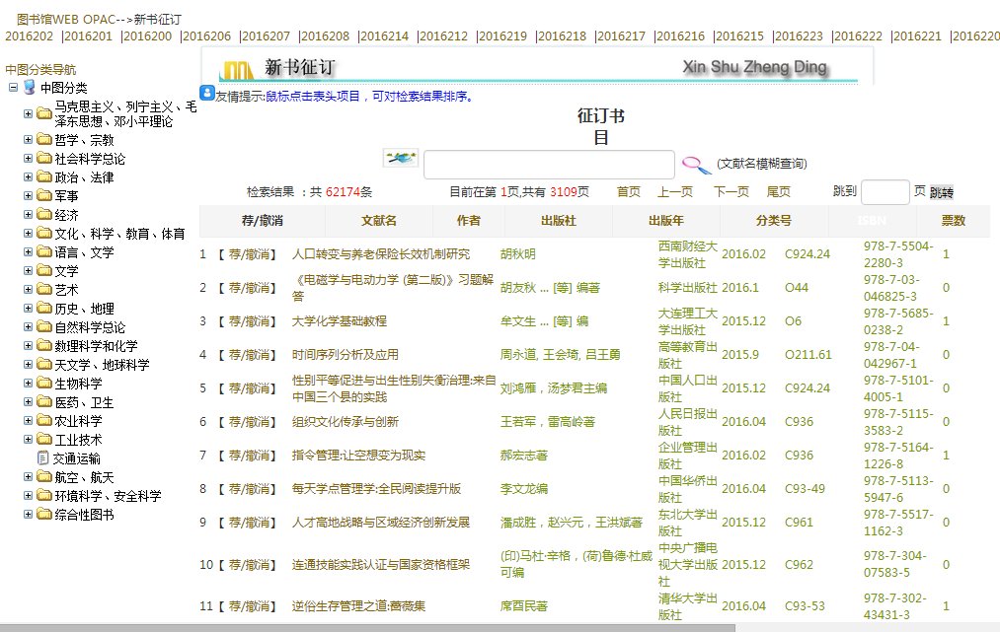 图书馆WEB OPAC-->新书征订
2016202 |2016201 |2016200 |2016206 |2016207 |2016208 |2016214 |2016212 |2016219 |2016218 |2016217 |2016216 |2016215 |2016223 |2016222 |2016221 |2016220
中图分类导航
中图分类
马克思主义、列宁主义、毛
泽东思想、邓小平理论
哲学、宗教
社会科学总论
政治、法律
军事
经济
文化、科学、教育、体育
语言、文学
文学
艺术
历史、地理
自然科学总论
数理科学和化学
天文学、地球科学
生物科学
医药、卫生
农业科学
工业技术
交通运输
航空、航天
环境科学、安全科学
综合性图书
新书征订 Xin Shu Zheng Ding
友情提示:鼠标点击表头项目，可对检索结果排序。
征订书
目
(文献名模糊查询)
检索结果 ：共 62174条 目前在第 1页,共有 3109页 首页 上一页 下一页 尾页 跳到 页 跳转
荐/撤消 文献名 作者 出版社 出版年 分类号 ISBN 票数
1 【 荐/撤消】 人口转变与养老保险长效机制研究 胡秋明 西南财经大
学出版社 2016.02 C924.24 978-7-5504-
2280-3 1
2 【 荐/撤消】 《电磁学与电动力学 (第二版)》习题解
答 胡友秋 ... [等] 编著 科学出版社 2016.1 O44 978-7-03-
046825-3 0
3 【 荐/撤消】 大学化学基础教程 牟文生 ... [等] 编 大连理工大
学出版社 2015.12 O6 978-7-5685-
0238-2 1
4 【 荐/撤消】 时间序列分析及应用 周永道, 王会琦, 吕王勇 高等教育出
版社 2015.9 O211.61 978-7-04-
042967-1 0
5 【 荐/撤消】 性别平等促进与出生性别失衡治理:来自
中国三个县的实践 刘鸿雁，汤梦君主编 中国人口出
版社 2015.12 C924.24 978-7-5101-
4005-1 0
6 【 荐/撤消】 组织文化传承与创新 王若军，雷高岭著 人民日报出
版社 2016.04 C936 978-7-5115-
3583-2 0
7 【 荐/撤消】 指令管理:让空想变为现实 郝宏志著 企业管理出
版社 2016.02 C936 978-7-5164-
1226-8 1
8 【 荐/撤消】 每天学点管理学:全民阅读提升版 李文龙编 中国华侨出
版社 2016.04 C93-49 978-7-5113-
5947-6 0
9 【 荐/撤消】 人才高地战略与区域经济创新发展 潘成胜，赵兴元，王洪斌著 东北大学出
版社 2015.12 C961 978-7-5517-
1162-3 0
10【 荐/撤消】 连通技能实践认证与国家资格框架 (印)马杜·辛格，(荷)鲁德·杜威
可编 中央广播电
视大学出版
社 2015.12 C962 978-7-304-
07583-5 0
11【 荐/撤消】 逆俗生存管理之道:蔷薇集 席酉民著 清华大学出
版社 2016.04 C93-53 978-7-302-
43431-3 1